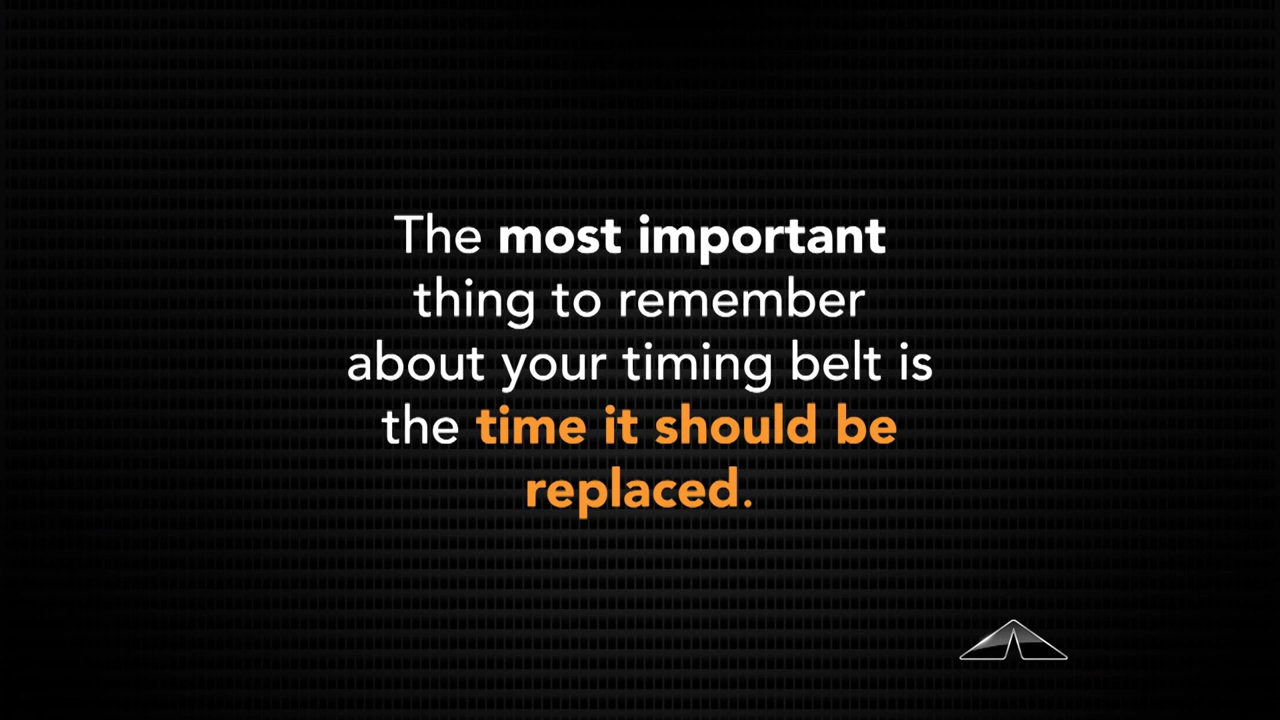 The most important
thing to remember
about your timing belt is
the time it should be
replaced.